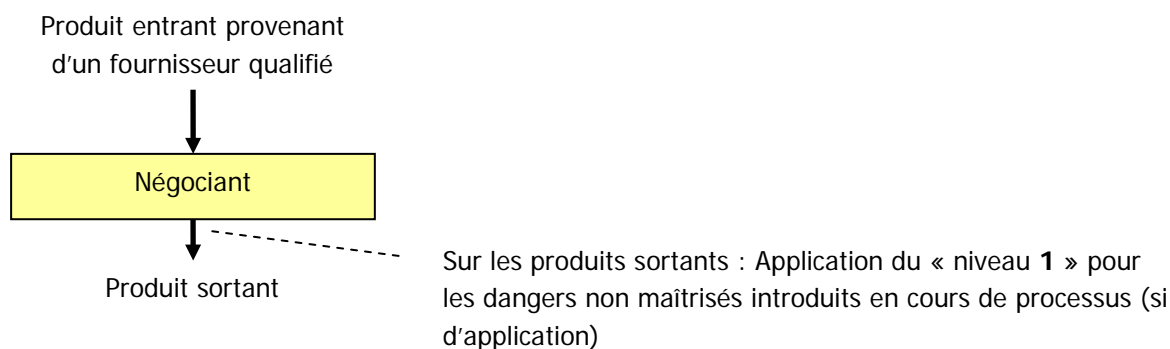 Produit entrant provenant
d’un fournisseur qualifié
Négociant
Produit sortant
Sur les produits sortants : Application du « niveau 1 » pour
les dangers non maîtrisés introduits en cours de processus (si
d’application)